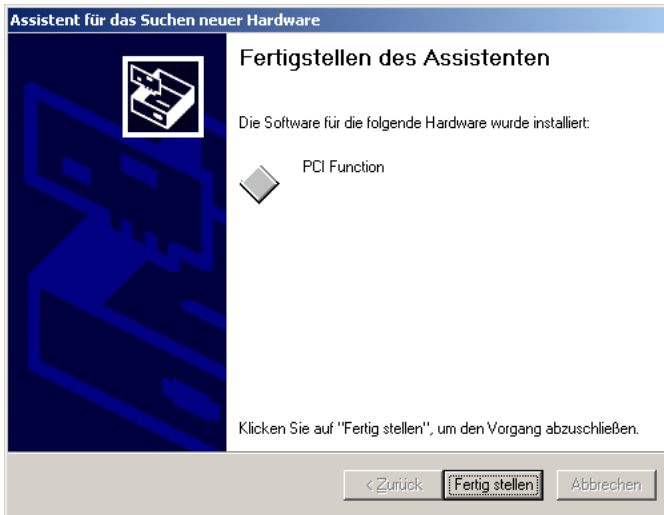 Assistent für das Suchen neuer Hardware
Fertigstellen des Assistenten
Die Software für die folgende Hardware wurde installiert:
PCI Function
Klicken Sie auf "Fertig stellen", um den Vorgang abzuschließen.
< Zurück Fertig stellen Abbrechen